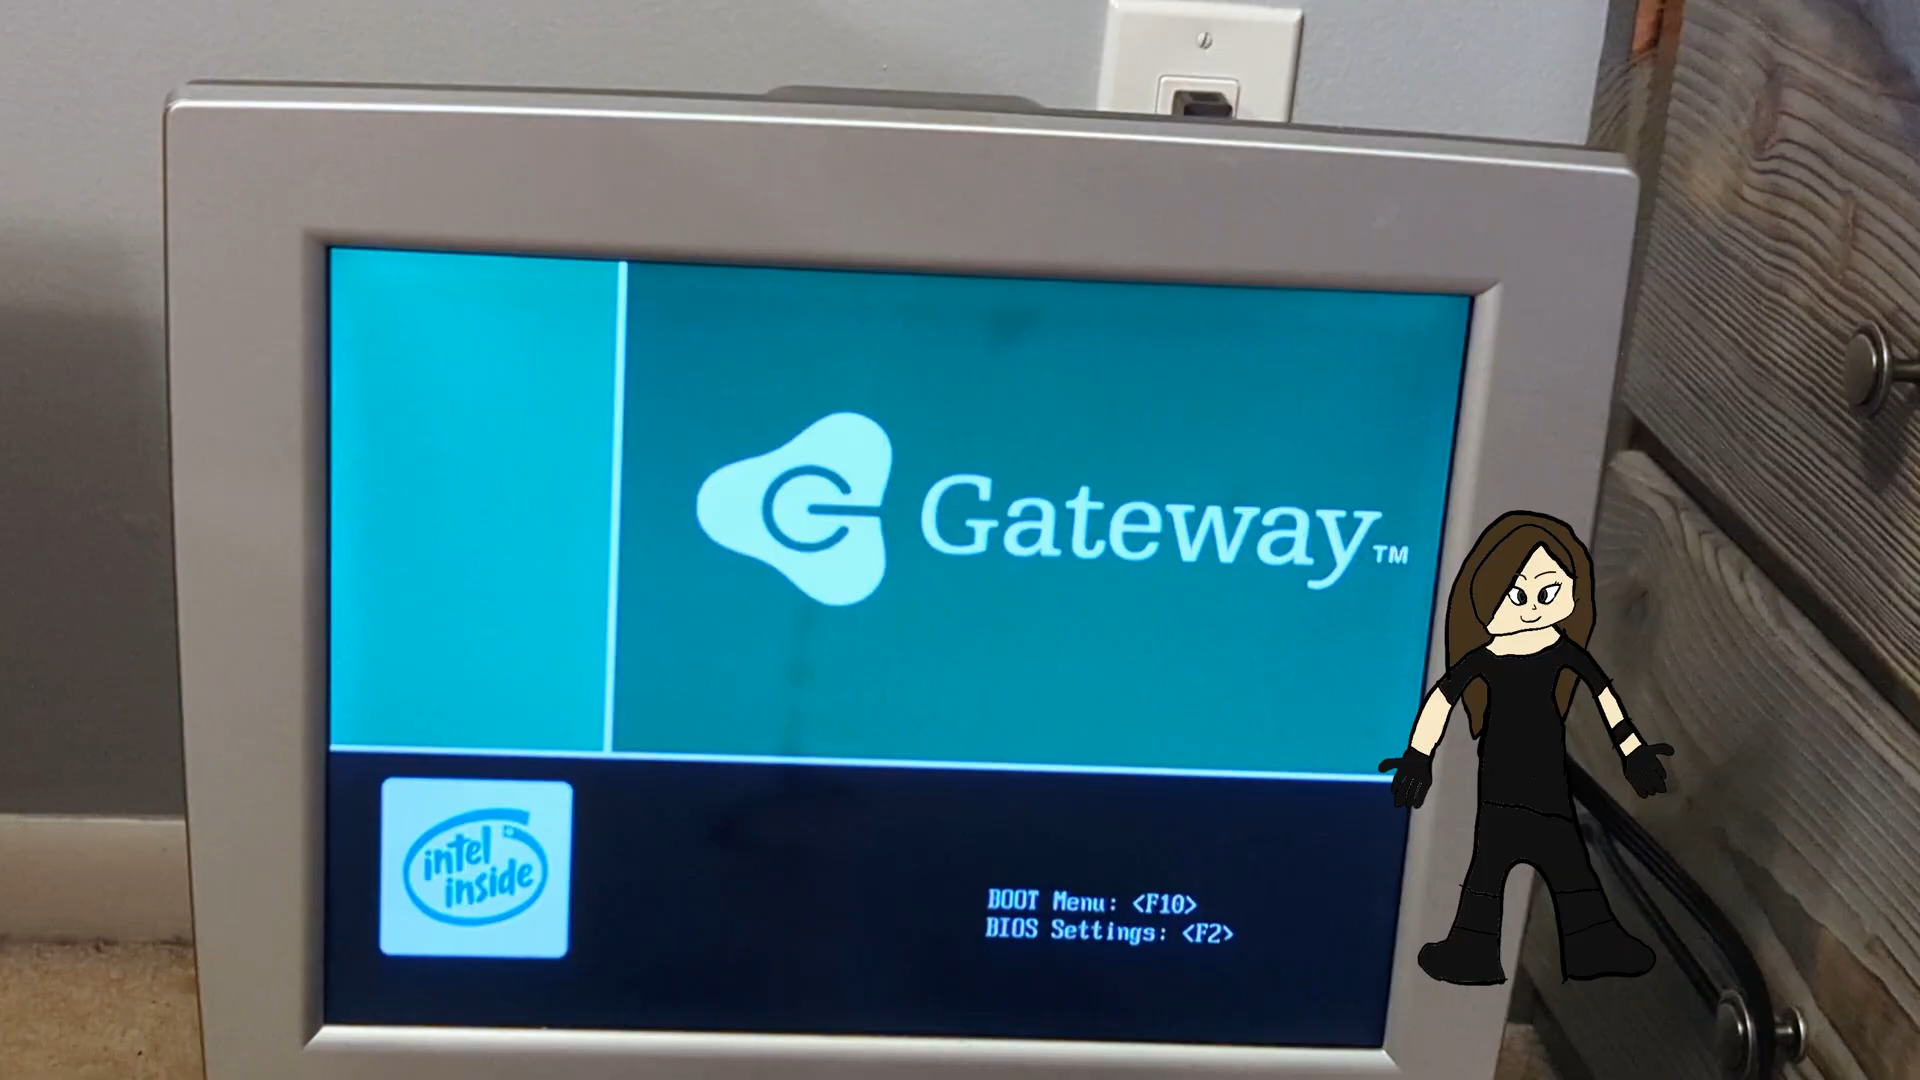 Gateway™
intel
inside
BOOT Menu: <F10>
BIOS Settings: <F2>